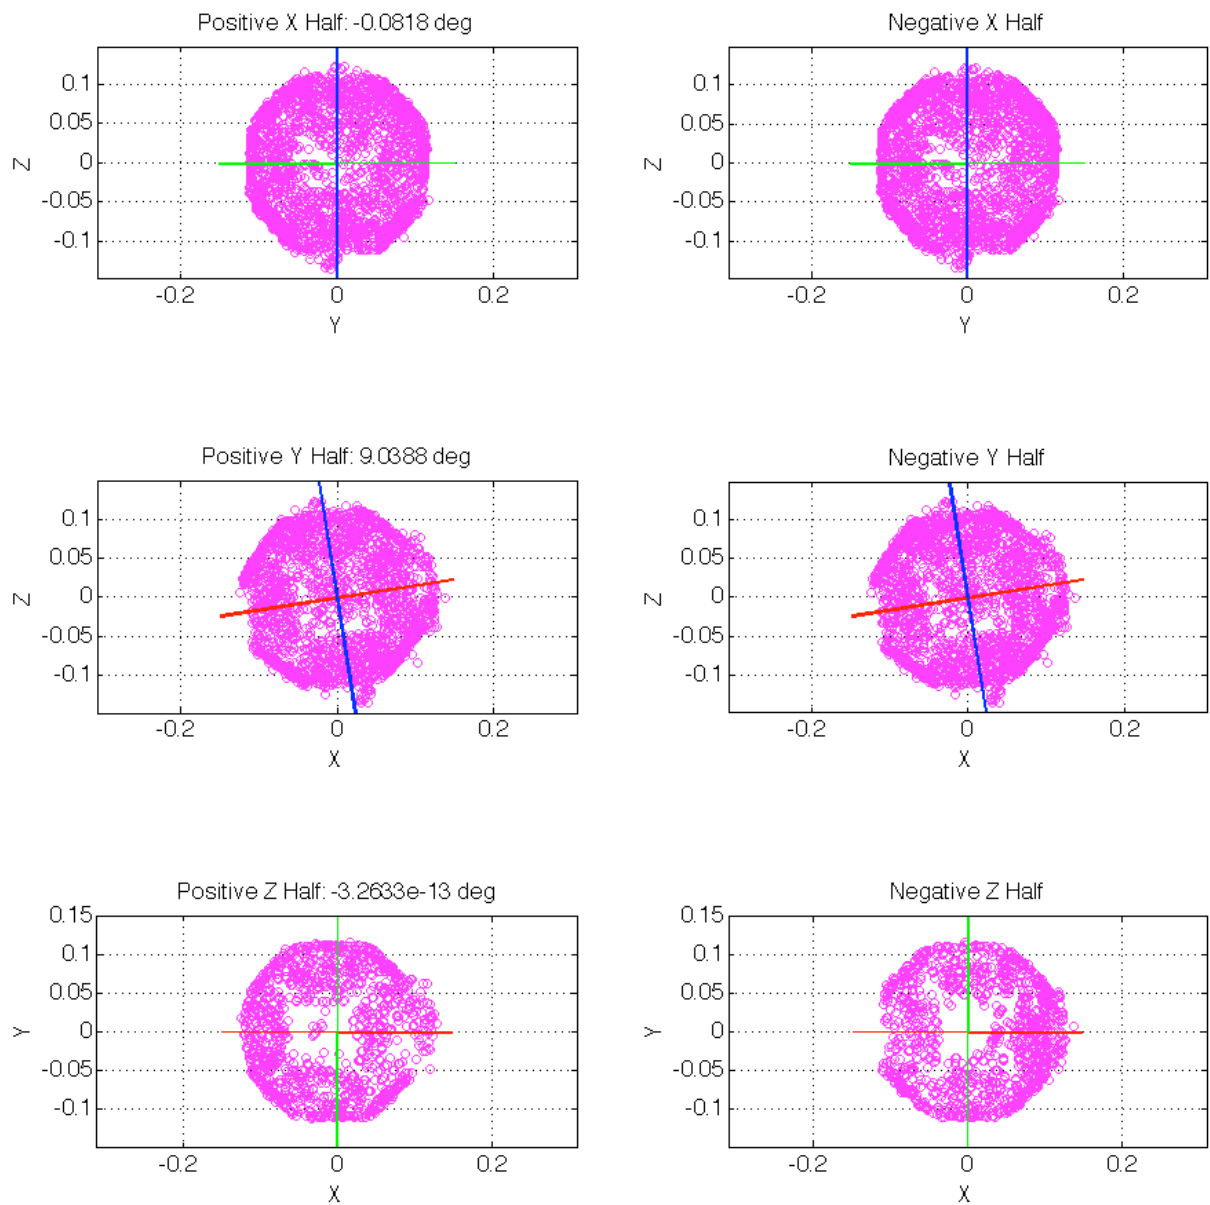 Positive X Half: -0.0818 deg
Negative X Half
0.1
0.05
0
-0.05
-0.1
Z
-0.2
0
0.2
Y
0.1
0.05
0
-0.05
-0.1
Z
-0.2
0
0.2
Y
Positive Y Half: 9.0388 deg
Negative Y Half
0.1
0.05
0
-0.05
-0.1
Z
-0.2
0
0.2
X
0.1
0.05
0
-0.05
-0.1
Z
-0.2
0
0.2
X
Positive Z Half: -3.2633e-13 deg
Negative Z Half
0.15
0.1
0.05
0
-0.05
-0.1
Y
-0.2
0
0.2
X
0.15
0.1
0.05
0
-0.05
-0.1
Y
-0.2
0
0.2
X